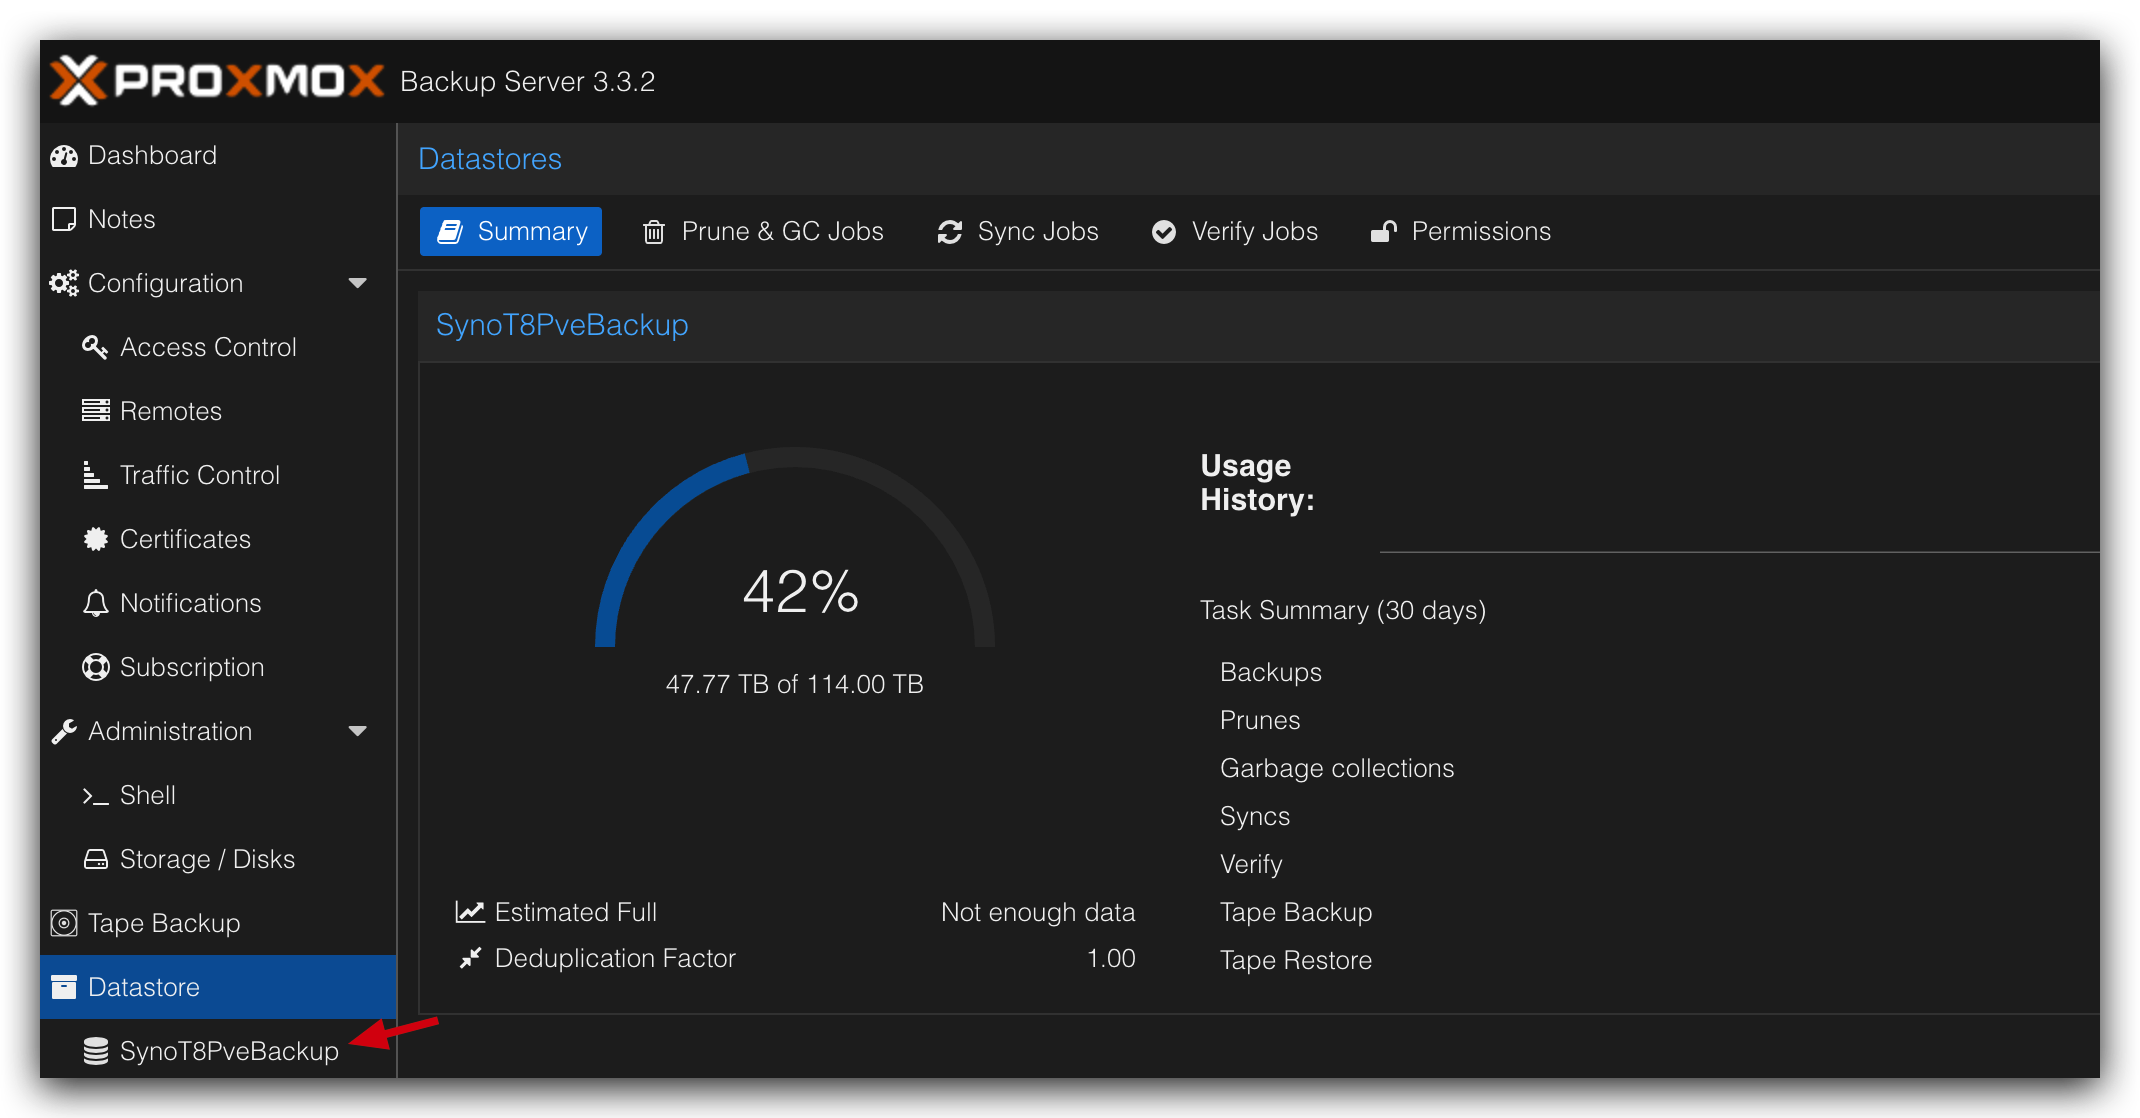 PROXMOX Backup Server 3.3.2
Dashboard
Notes
Configuration
Access Control
Remotes
Traffic Control
Certificates
Notifications
Subscription
Administration
Shell
Storage / Disks
Tape Backup
Datastore
SynoT8PveBackup
Datastores
Summary
Prune & GC Jobs
Sync Jobs
Verify Jobs
Permissions
SynoT8PveBackup
42%
47.77 TB of 114.00 TB
Estimated Full Not enough data
Deduplication Factor 1.00
Usage
History:
Task Summary (30 days)
Backups
Prunes
Garbage collections
Syncs
Verify
Tape Backup
Tape Restore